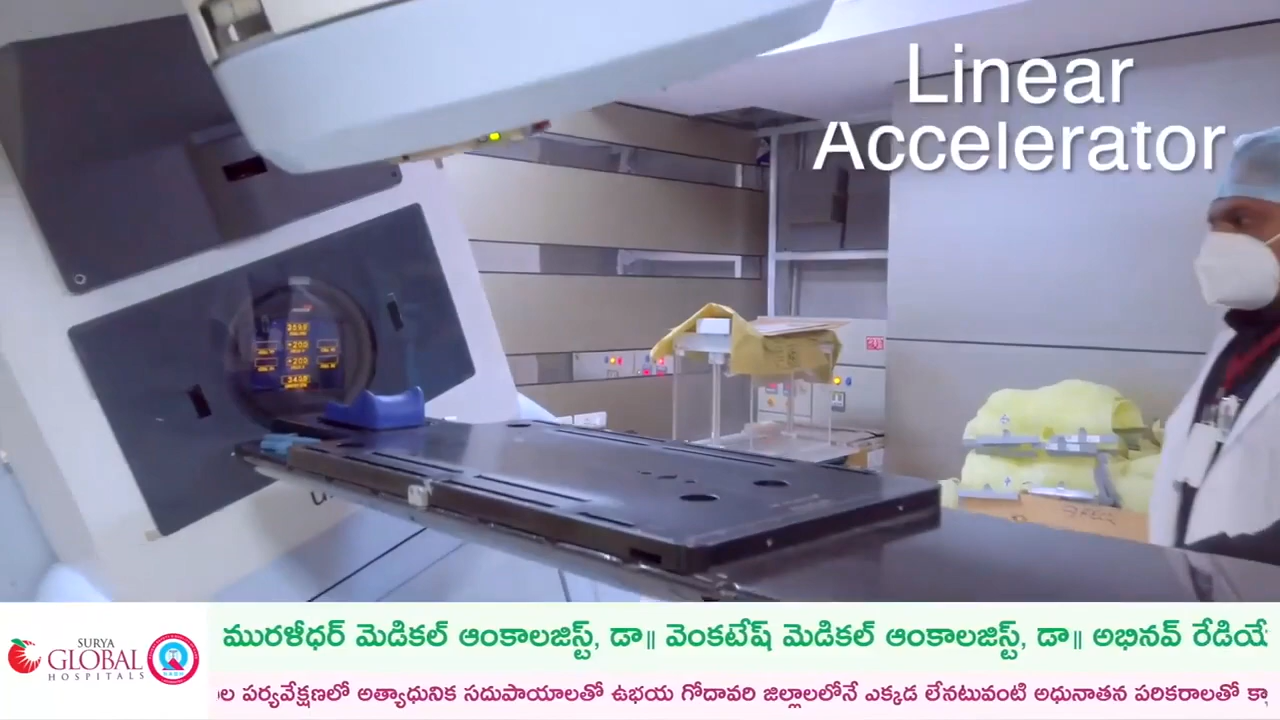 Linear
Accelerator
SURYA
GLOBAL
HOSPITALS
మురళీధర్ మెడికల్ ఆంకాలజిస్ట్, డా॥ వెంకటేష్ మెడికల్ ఆంకాలజిస్ట్, డా॥ అభినవ్ రేడియే
ల పర్యవేక్షణలో అత్యాధునిక సదుపాయాలతో ఉభయ గోదావరి జిల్లాలలోనే ఎక్కడ లేనటువంటి అధునాతన పరికరాలతో